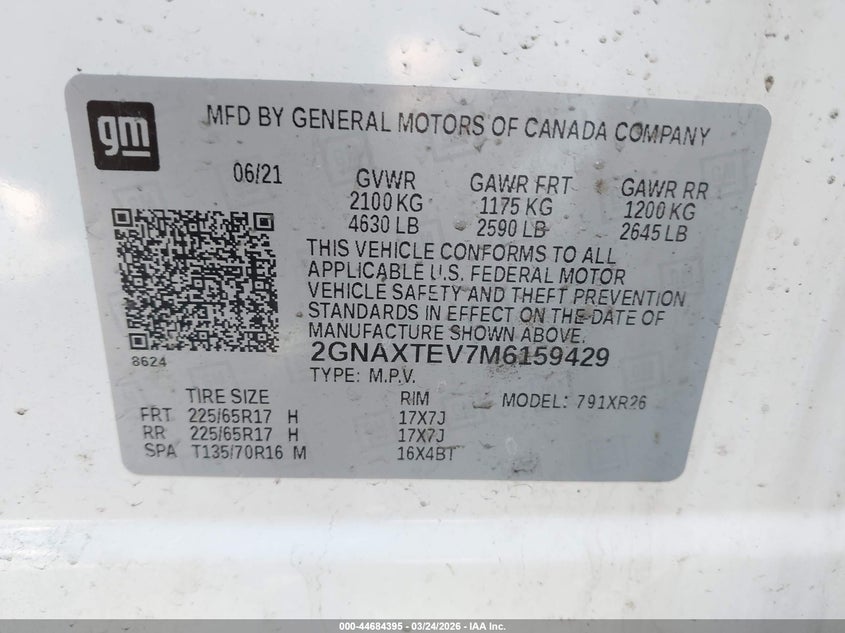 gm
MFD BY GENERAL MOTORS OF CANADA COMPANY
06/21 GVWR GAWR FRT GAWR RR
2100 KG 1175 KG 1200 KG
4630 LB 2590 LB 2645 LB
THIS VEHICLE CONFORMS TO ALL
APPLICABLE U.S. FEDERAL MOTOR
VEHICLE SAFETY AND THEFT PREVENTION
STANDARDS IN EFFECT ON THE DATE OF
MANUFACTURE SHOWN ABOVE.
2GNAXTEV7M6159429
8624
TYPE: M.P.V.
TIRE SIZE RIM MODEL: 791XR26
FRT 225/65R17 H 17X7J
RR 225/65R17 H 17X7J
SPA T135/70R16 M 16X4BT
000-44684395 - 03/24/2026 - IAA Inc.